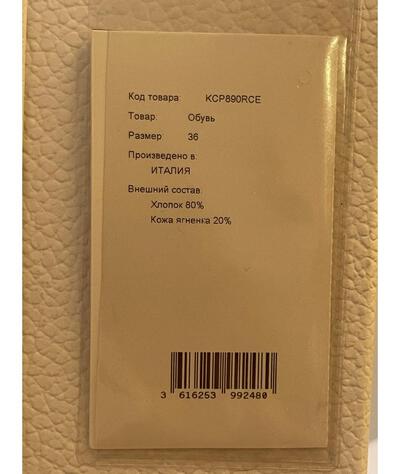 Код товара: KCP890RCE
Товар: Обувь
Размер: 36
Произведено в:
ИТАЛИЯ
Внешний состав:
Хлопок 80%
Кожа ягненка 20%
3 616253 992480